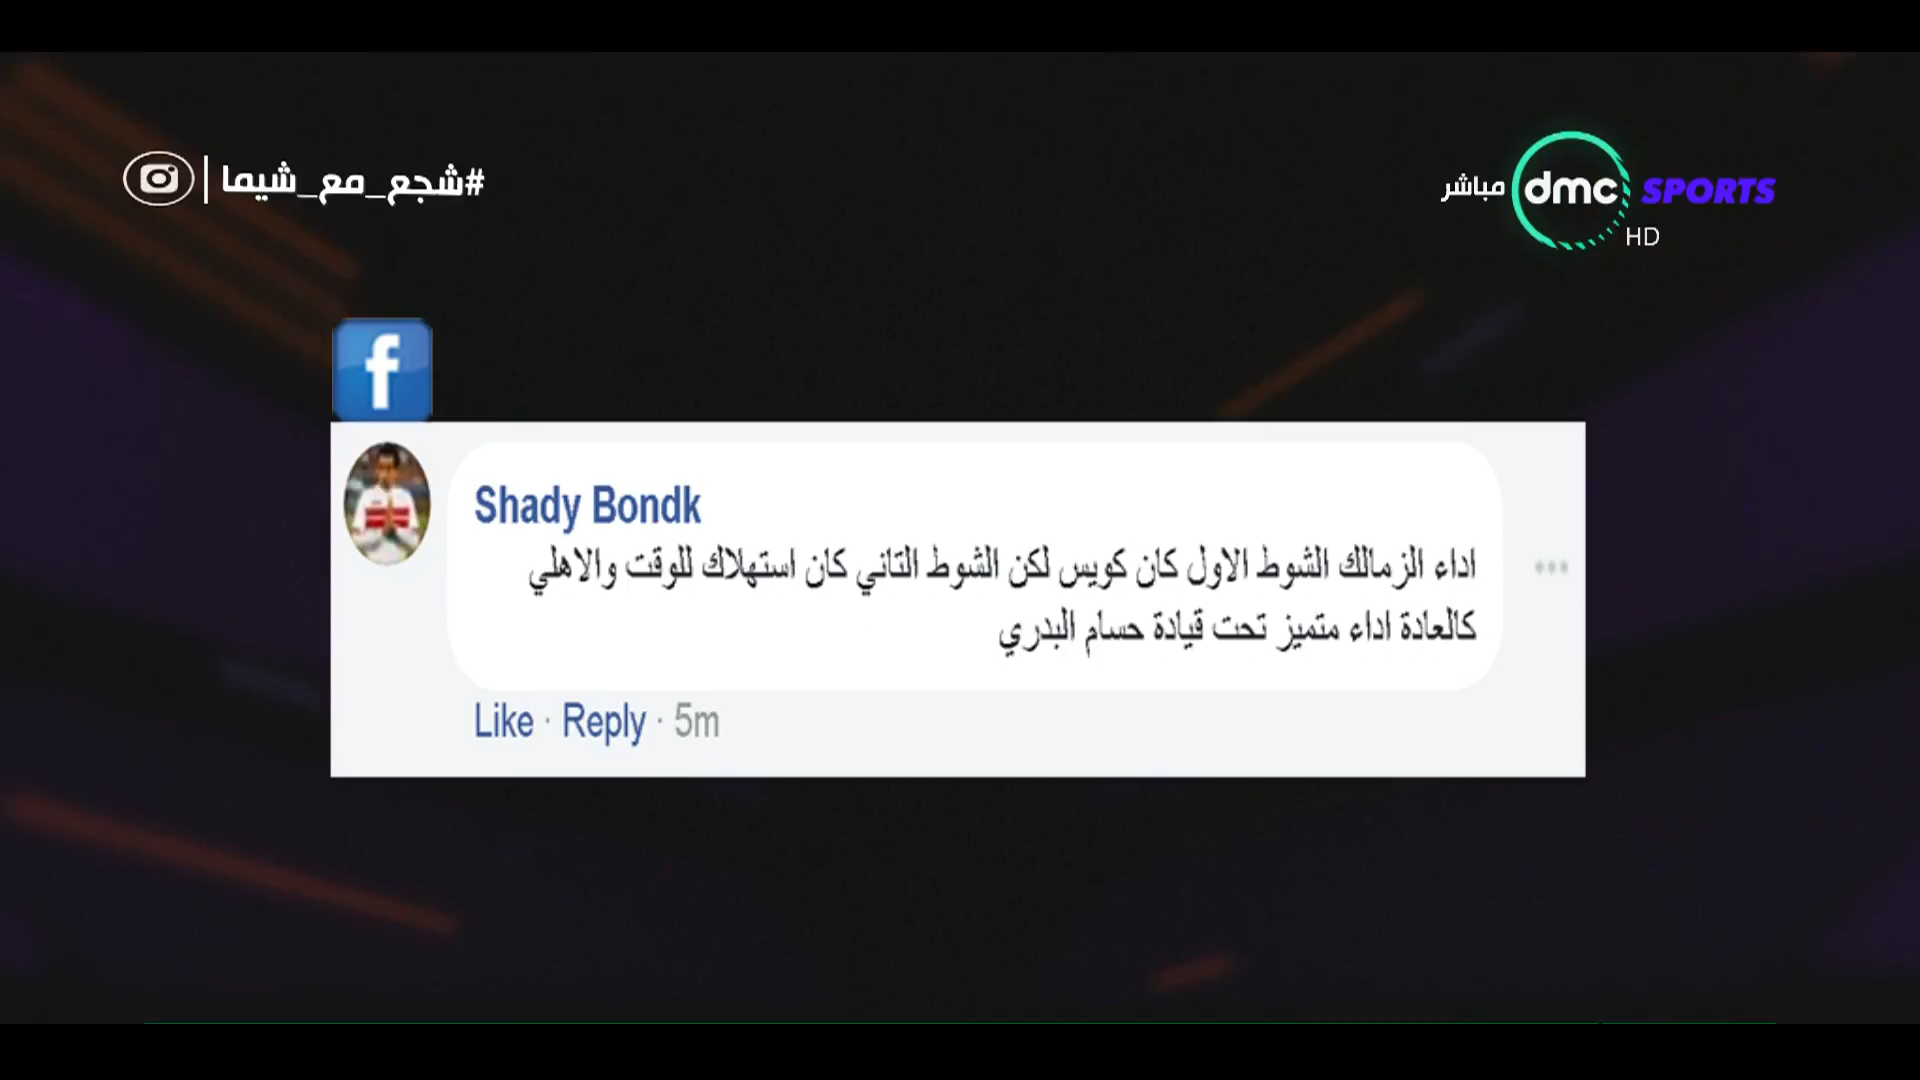 #شجع_مع_شيما
مباشر
dmc SPORTS
HD
f
Shady Bondk
اداء الزمالك الشوط الاول كان كويس لكن الشوط التاني كان استهلاك للوقت والاهلي
كالعادة اداء متميز تحت قيادة حسام البدري
Like · Reply · 5m